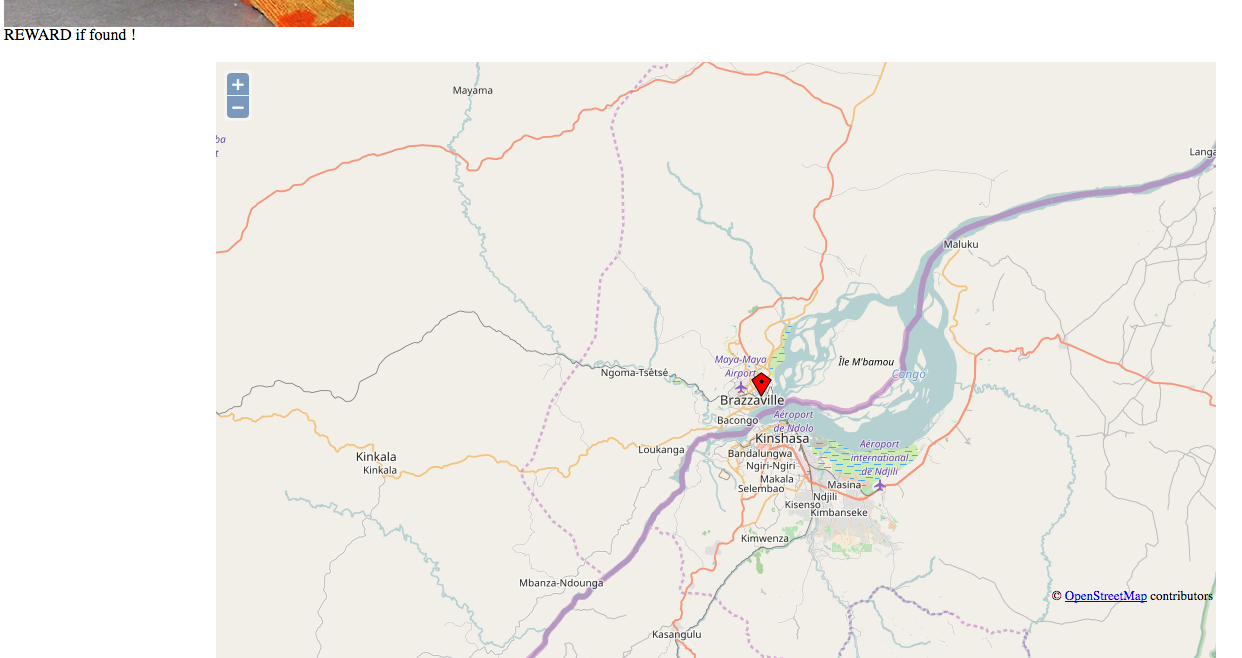 REWARD if found !
+
−
Mayama
ba
t
Langa
Maluku
Île M'bamou
Congo
Maya-Maya
Airport
Ngoma-Tsétsé
Brazzaville
Bacongo
Aéroport
de Ndolo
Kinshasa
Aéroport
international
de Ndjili
Loukanga
Bandalungwa
Ngiri-Ngiri
Makala
Selembao
Masina
Ndjili
Kisenso
Kimbanseke
Kinkala
Kinkala
Kimwenza
Mbanza-Ndounga
© OpenStreetMap contributors
Kasangulu